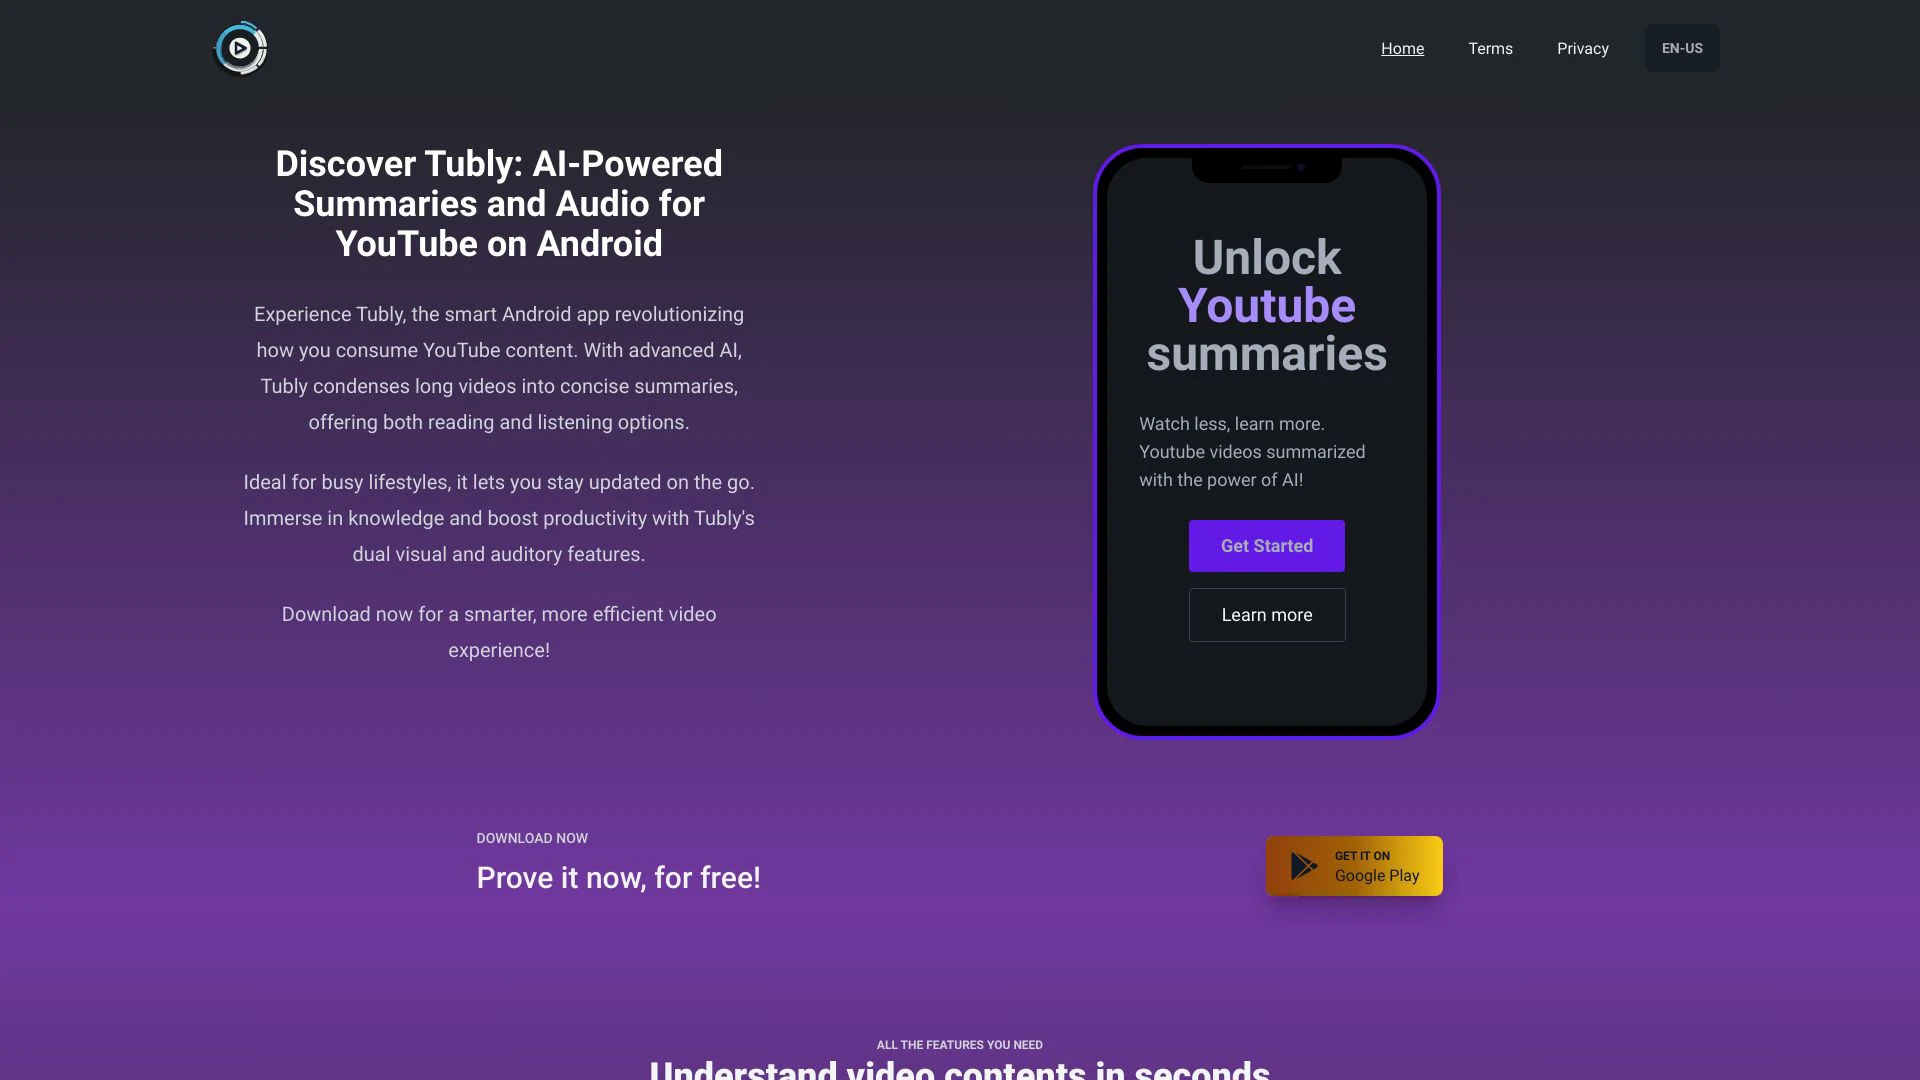 Home
Terms
Privacy
EN-US
Discover Tubly: AI-Powered
Summaries and Audio for
YouTube on Android
Experience Tubly, the smart Android app revolutionizing
how you consume YouTube content. With advanced AI,
Tubly condenses long videos into concise summaries,
offering both reading and listening options.
Ideal for busy lifestyles, it lets you stay updated on the go.
Immerse in knowledge and boost productivity with Tubly's
dual visual and auditory features.
Download now for a smarter, more efficient video
experience!
Unlock
Youtube
summaries
Watch less, learn more.
Youtube videos summarized
with the power of AI!
Get Started
Learn more
DOWNLOAD NOW
Prove it now, for free!
GET IT ON
Google Play
ALL THE FEATURES YOU NEED
Understand video contents in seconds